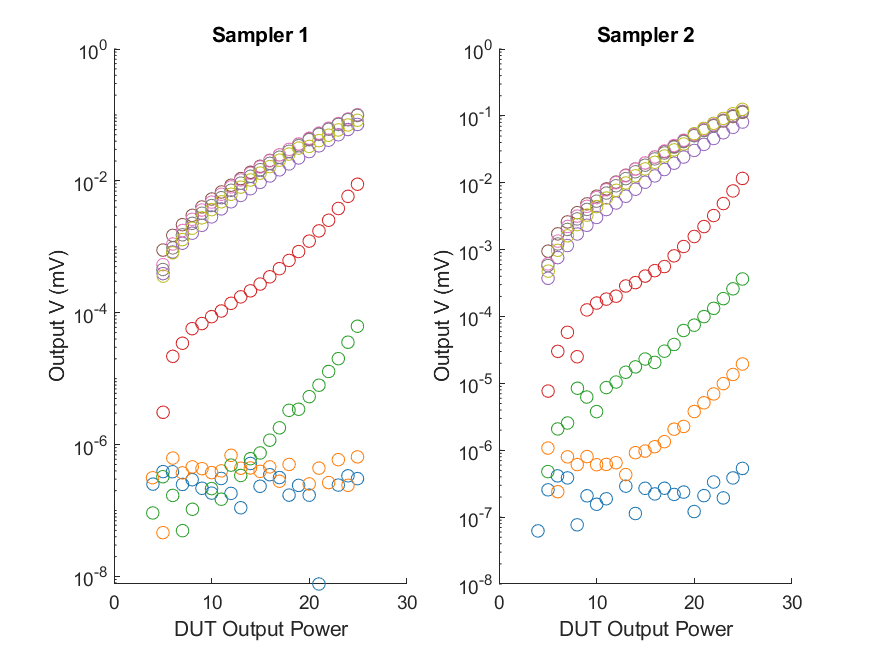 Sampler 1
10^0
10^-2
10^-4
10^-6
10^-8
Output V (mV)
0 10 20 30
DUT Output Power
Sampler 2
10^0
10^-1
10^-2
10^-3
10^-4
10^-5
10^-6
10^-7
10^-8
Output V (mV)
0 10 20 30
DUT Output Power